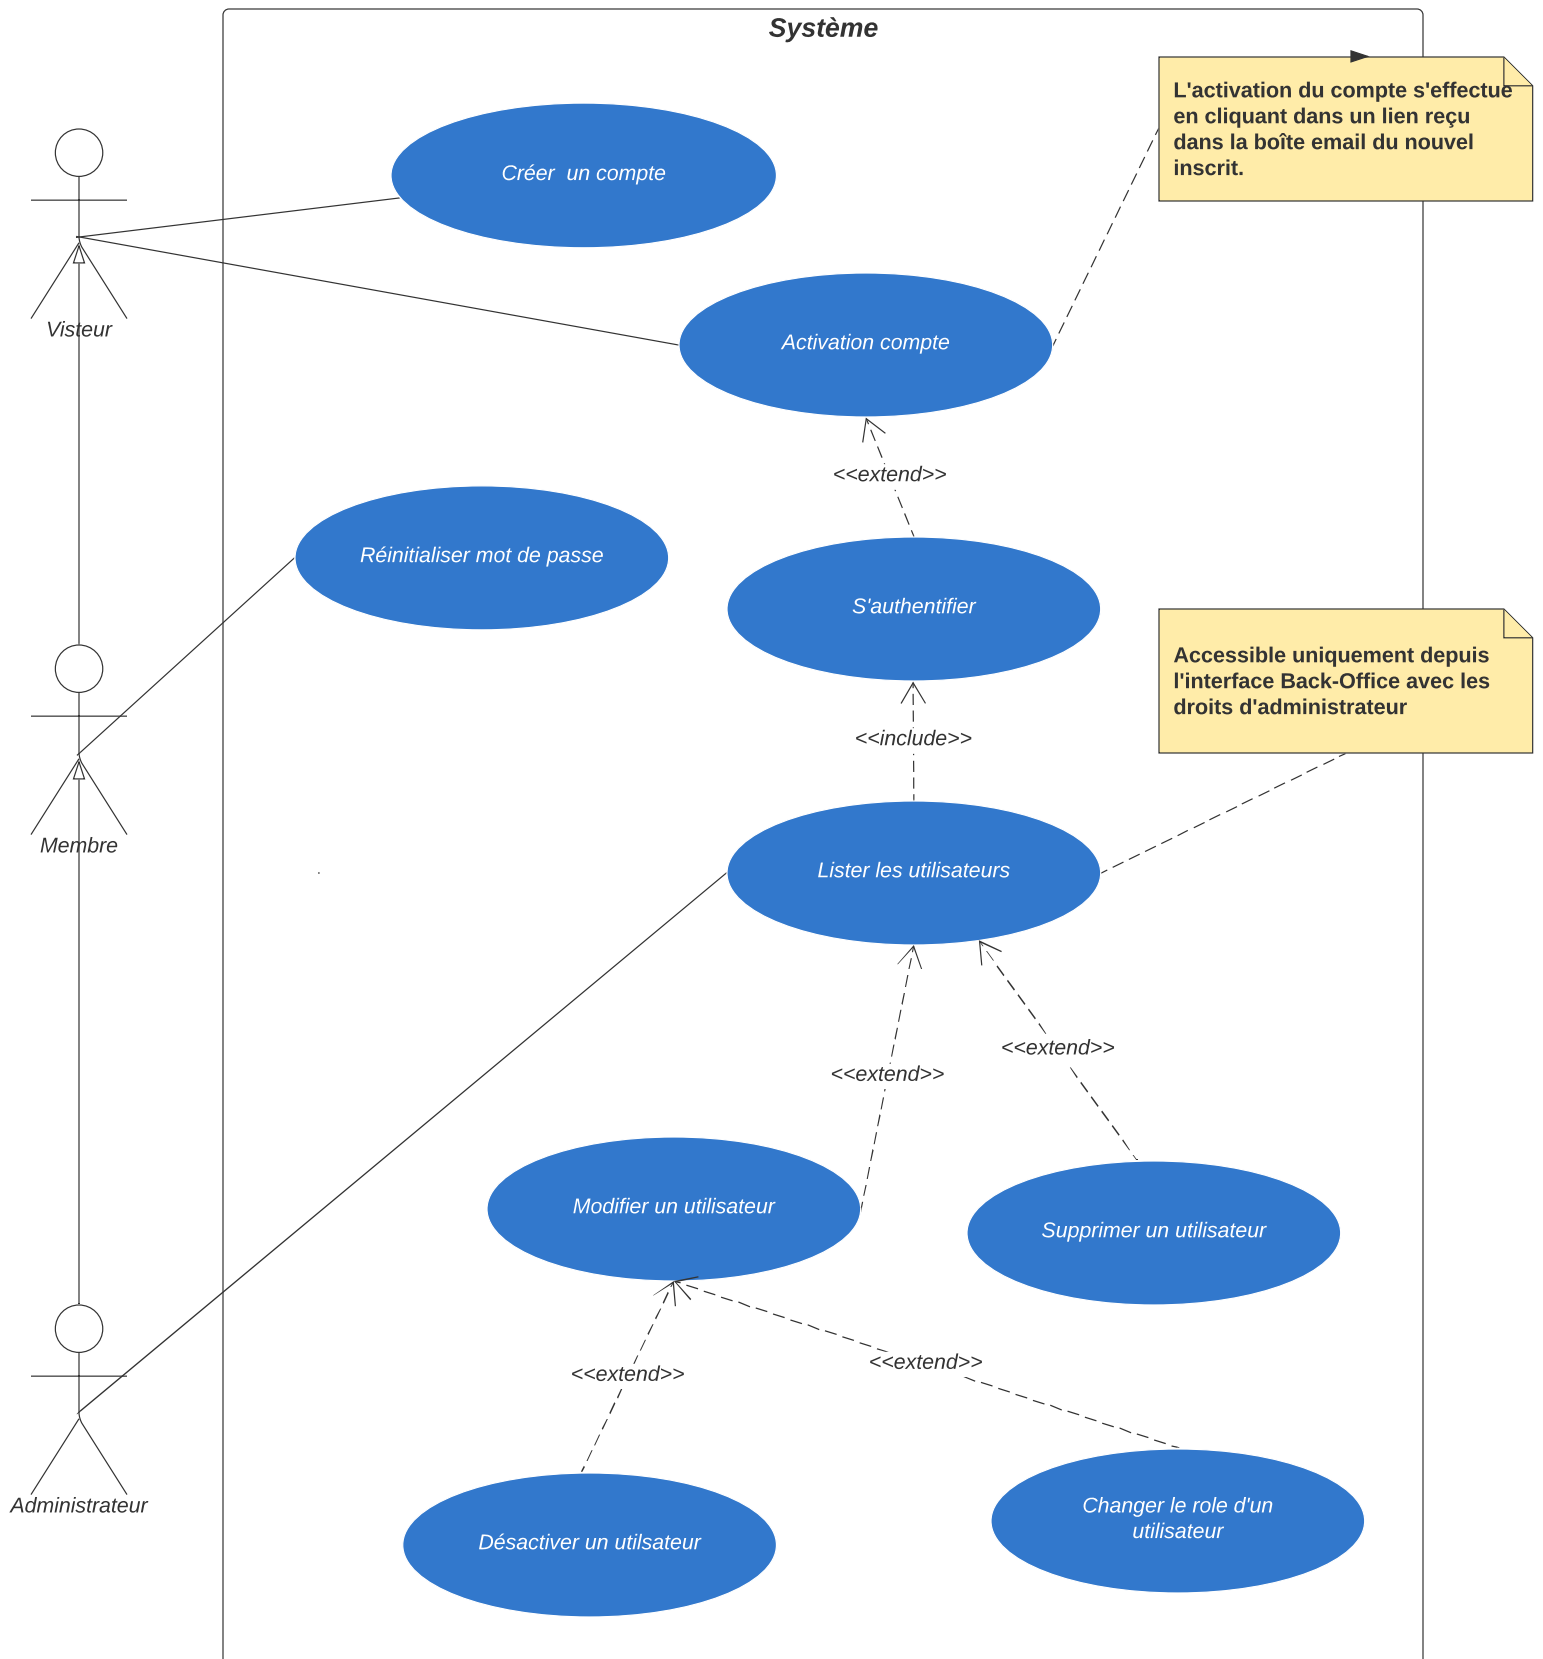 Système
L'activation du compte s'effectue
en cliquant dans un lien reçu
dans la boîte email du nouvel
inscrit.
Créer  un compte
Visteur
Activation compte
<<extend>>
Réinitialiser mot de passe
S'authentifier
Accessible uniquement depuis
l'interface Back-Office avec les
droits d'administrateur
<<include>>
Membre
Lister les utilisateurs
<<extend>>
<<extend>>
Modifier un utilisateur
Supprimer un utilisateur
<<extend>>
<<extend>>
Administrateur
Changer le role d'un
utilisateur
Désactiver un utilsateur